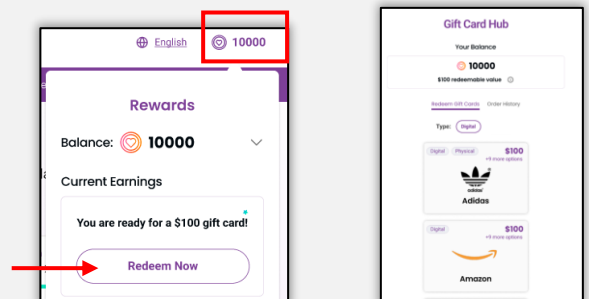 English
10000
Rewards
Balance: 10000
Current Earnings
You are ready for a $100 gift card!
Redeem Now
Gift Card Hub
Your Balance
10000
$100 redeemable value
Redeem Gift Cards Order History
Type: Digital
Digital Physical $100
+9 more options
adidas
Adidas
Digital $100
+9 more options
Amazon